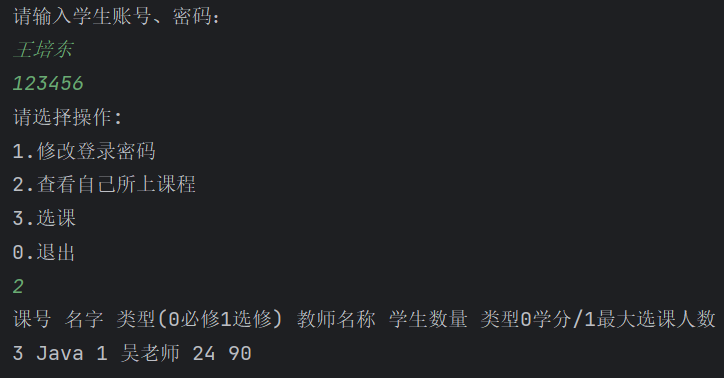 请输入学生账号、密码：
王培东
123456
请选择操作:
1.修改登录密码
2.查看自己所上课程
3.选课
0.退出
2
课号 名字 类型(0必修1选修) 教师名称 学生数量 类型0学分/1最大选课人数
3 Java 1 吴老师 24 90